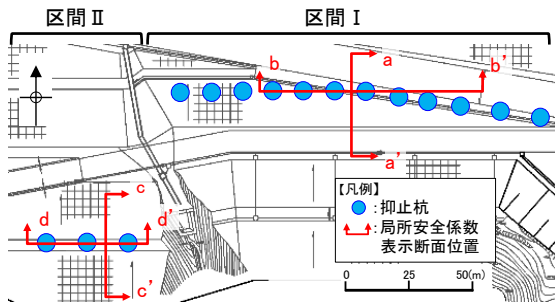 区間Ⅱ
区間Ⅰ
a
b
b'
a'
c
d
d'
c'
【凡例】
:抑止杭
:局所安全係数
表示断面位置
0 25 50(m)